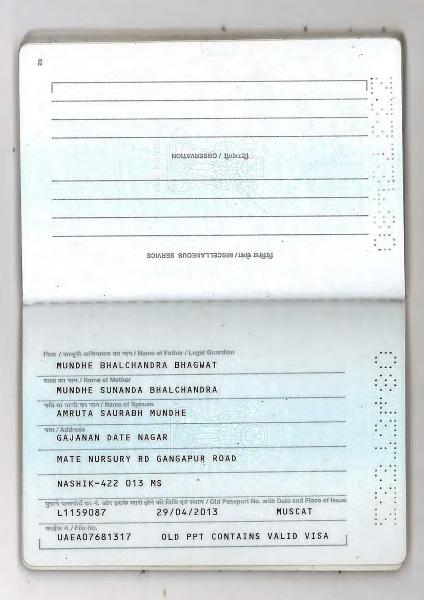 टिप्पणी / OBSERVATION
विविध सेवा / MISCELLANEOUS SERVICE
पिता / कानूनी अभिभावक का नाम / Name of Father / Legal Guardian
MUNDHE BHALCHANDRA BHAGWAT
माता का नाम / Name of Mother
MUNDHE SUNANDA BHALCHANDRA
पति या पत्नी का नाम / Name of Spouse
AMRUTA SAURABH MUNDHE
पता / Address
GAJANAN DATE NAGAR
MATE NURSURY RD GANGAPUR ROAD
NASHIK-422 013 MS
पुराने पासपोर्ट का नं. और इसके जारी होने की तिथि एवं स्थान / Old Passport No. with Date and Place of Issue
L1159087 29/04/2013 MUSCAT
फाईल नं. / File No.
UAEA07681317 OLD PPT CONTAINS VALID VISA